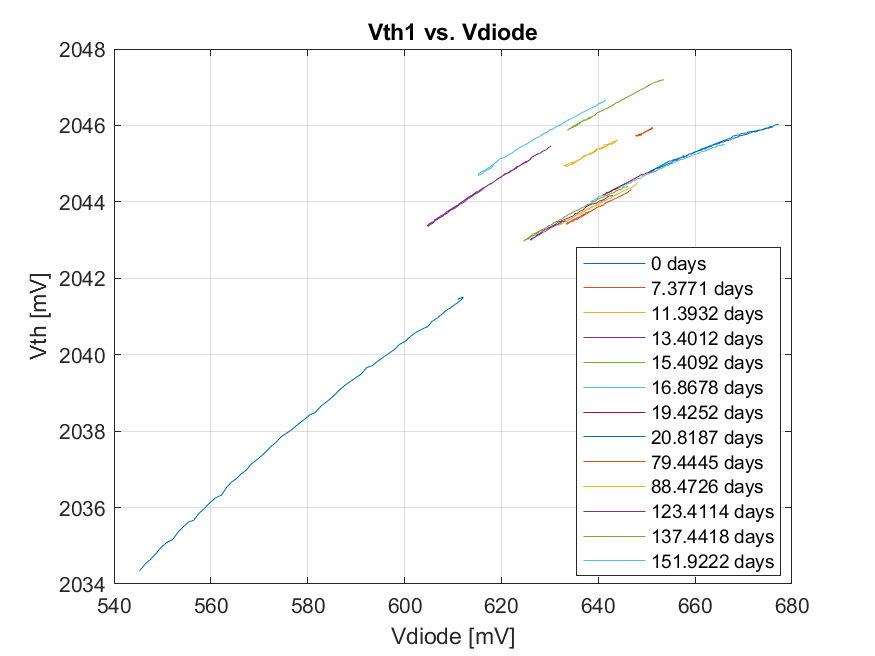 Vth1 vs. Vdiode
2048
2046
2044
2042
2040
2038
2036
2034
Vth [mV]
540
560
580
600
620
640
660
680
Vdiode [mV]
0 days
7.3771 days
11.3932 days
13.4012 days
15.4092 days
16.8678 days
19.4252 days
20.8187 days
79.4445 days
88.4726 days
123.4114 days
137.4418 days
151.9222 days